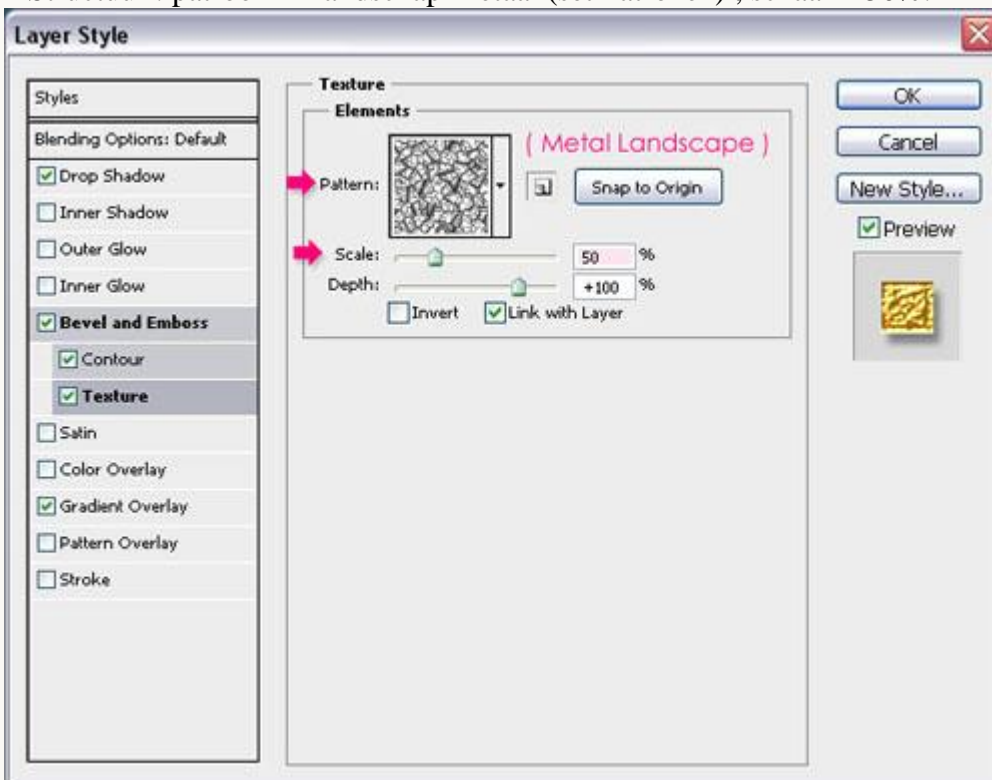 Layer Style
Styles
Blending Options: Default
Drop Shadow
Inner Shadow
Outer Glow
Inner Glow
Bevel and Emboss
Contour
Texture
Satin
Color Overlay
Gradient Overlay
Pattern Overlay
Stroke
Texture
Elements
( Metal Landscape )
Pattern:
Snap to Origin
Scale: 50 %
Depth: +100 %
Invert Link with Layer
OK
Cancel
New Style...
Preview